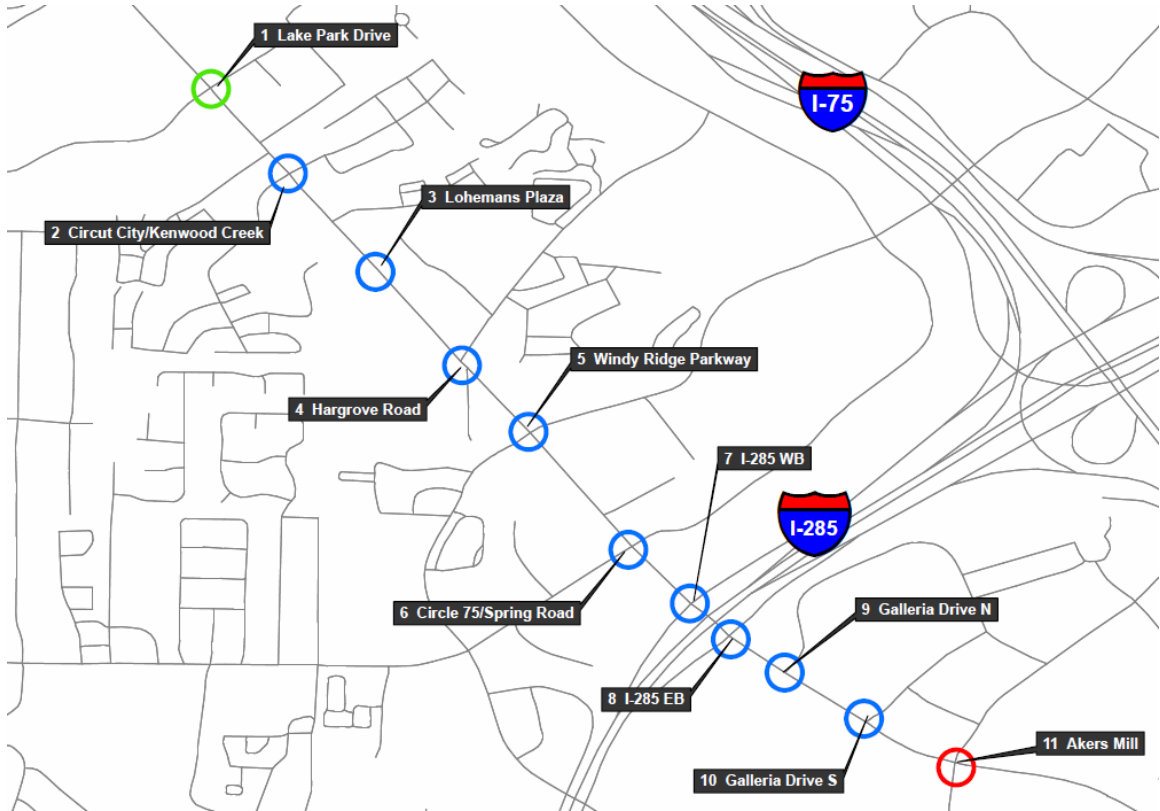 1 Lake Park Drive
I-75
3 Lohemans Plaza
2 Circut City/Kenwood Creek
5 Windy Ridge Parkway
4 Hargrove Road
7 I-285 WB
I-285
6 Circle 75/Spring Road
9 Galleria Drive N
8 I-285 EB
11 Akers Mill
10 Galleria Drive S